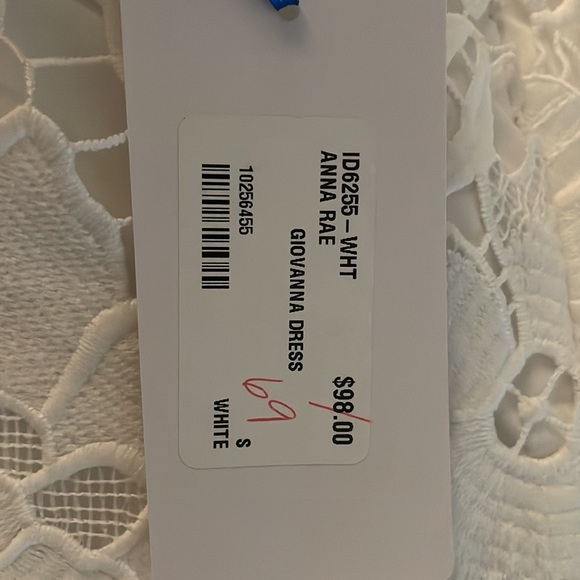 ID6255-WHT
ANNA RAE
GIOVANNA DRESS
10256455
$98.00
69
S
WHITE